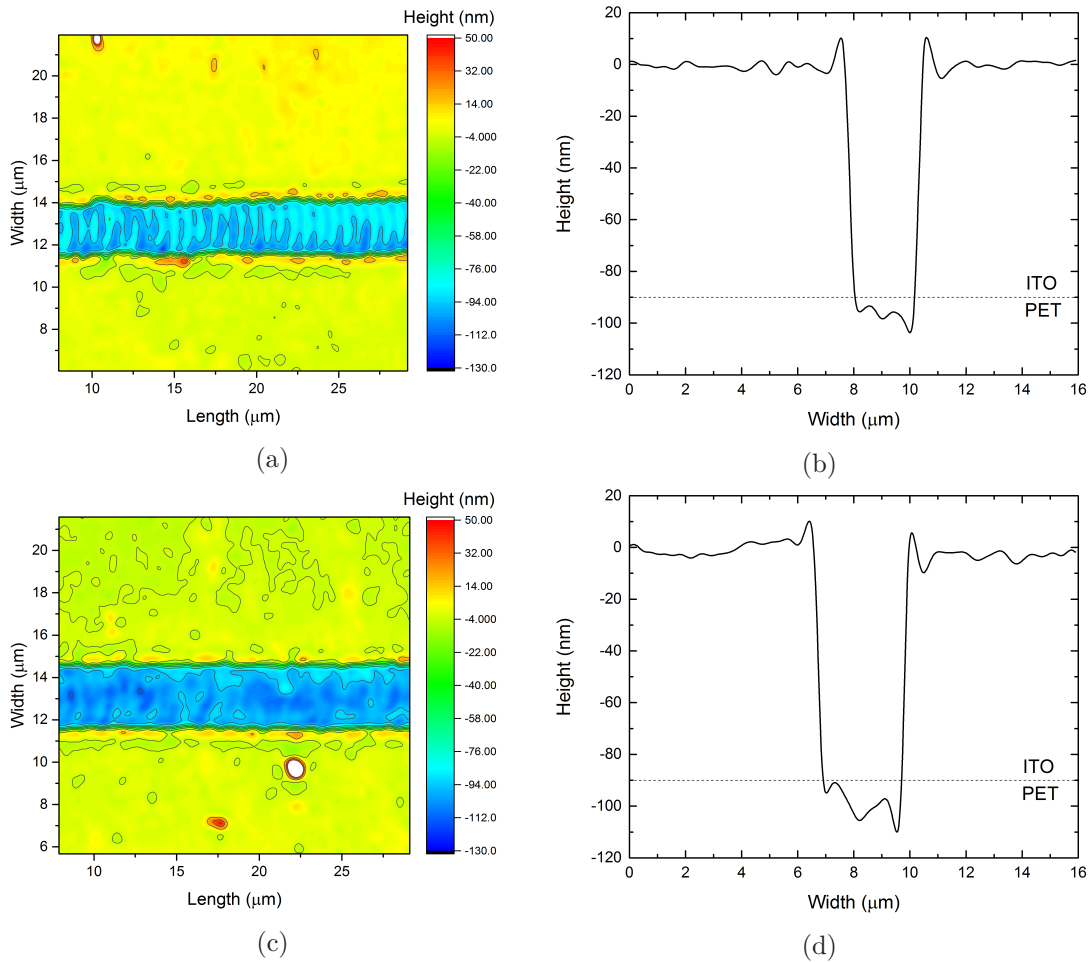 Height (nm)
50.00
32.00
14.00
-4.000
-22.00
-40.00
-58.00
-76.00
-94.00
-112.0
-130.0
20
18
16
14
12
10
8
Width (μm)
10 15 20 25
Length (μm)
(a)
20
0
-20
-40
-60
-80
-100
-120
Height (nm)
ITO
PET
0 2 4 6 8 10 12 14 16
Width (μm)
(b)
Height (nm)
50.00
32.00
14.00
-4.000
-22.00
-40.00
-58.00
-76.00
-94.00
-112.0
-130.0
20
18
16
14
12
10
8
6
Width (μm)
10 15 20 25
Length (μm)
(c)
20
0
-20
-40
-60
-80
-100
-120
Height (nm)
ITO
PET
0 2 4 6 8 10 12 14 16
Width (μm)
(d)